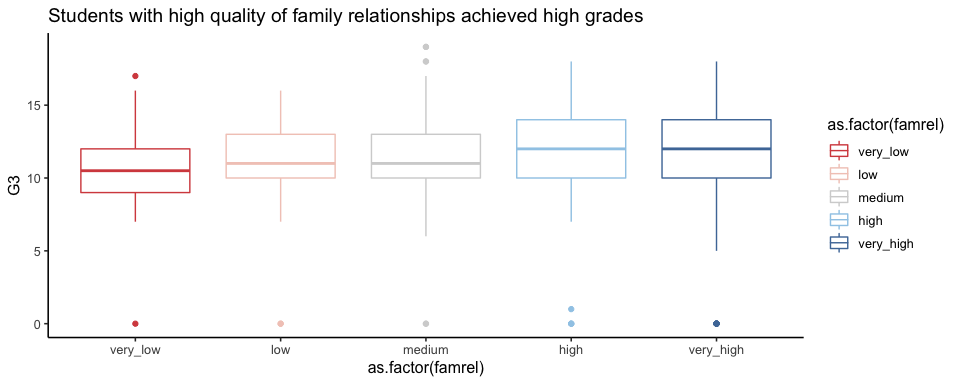 Students with high quality of family relationships achieved high grades
15
10
5
0
G3
very_low
low
medium
high
very_high
as.factor(famrel)
as.factor(famrel)
very_low
low
medium
high
very_high